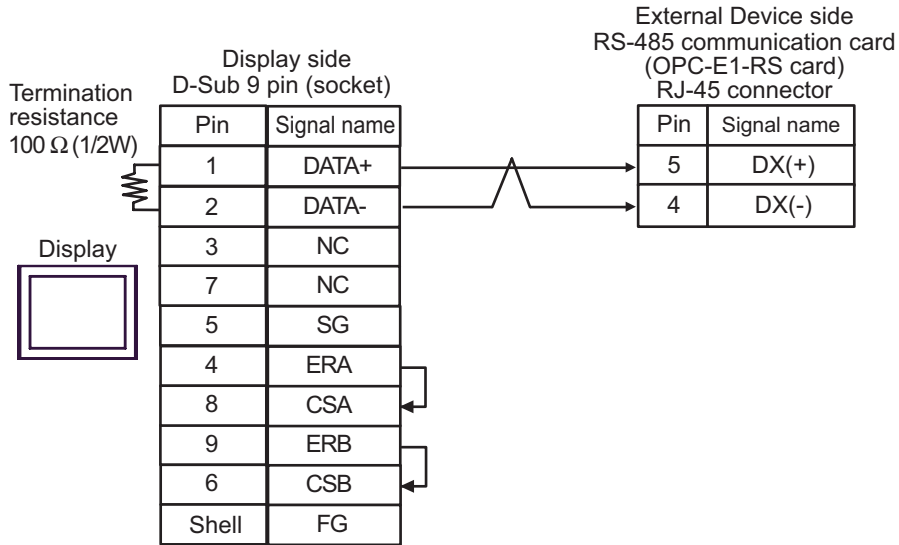 External Device side
RS-485 communication card
(OPC-E1-RS card)
RJ-45 connector
Display side
D-Sub 9 pin (socket)
Termination
resistance
100 Ω (1/2W)
Pin Signal name
1 DATA+
2 DATA-
3 NC
7 NC
5 SG
4 ERA
8 CSA
9 ERB
6 CSB
Shell FG
Pin Signal name
5 DX(+)
4 DX(-)
Display